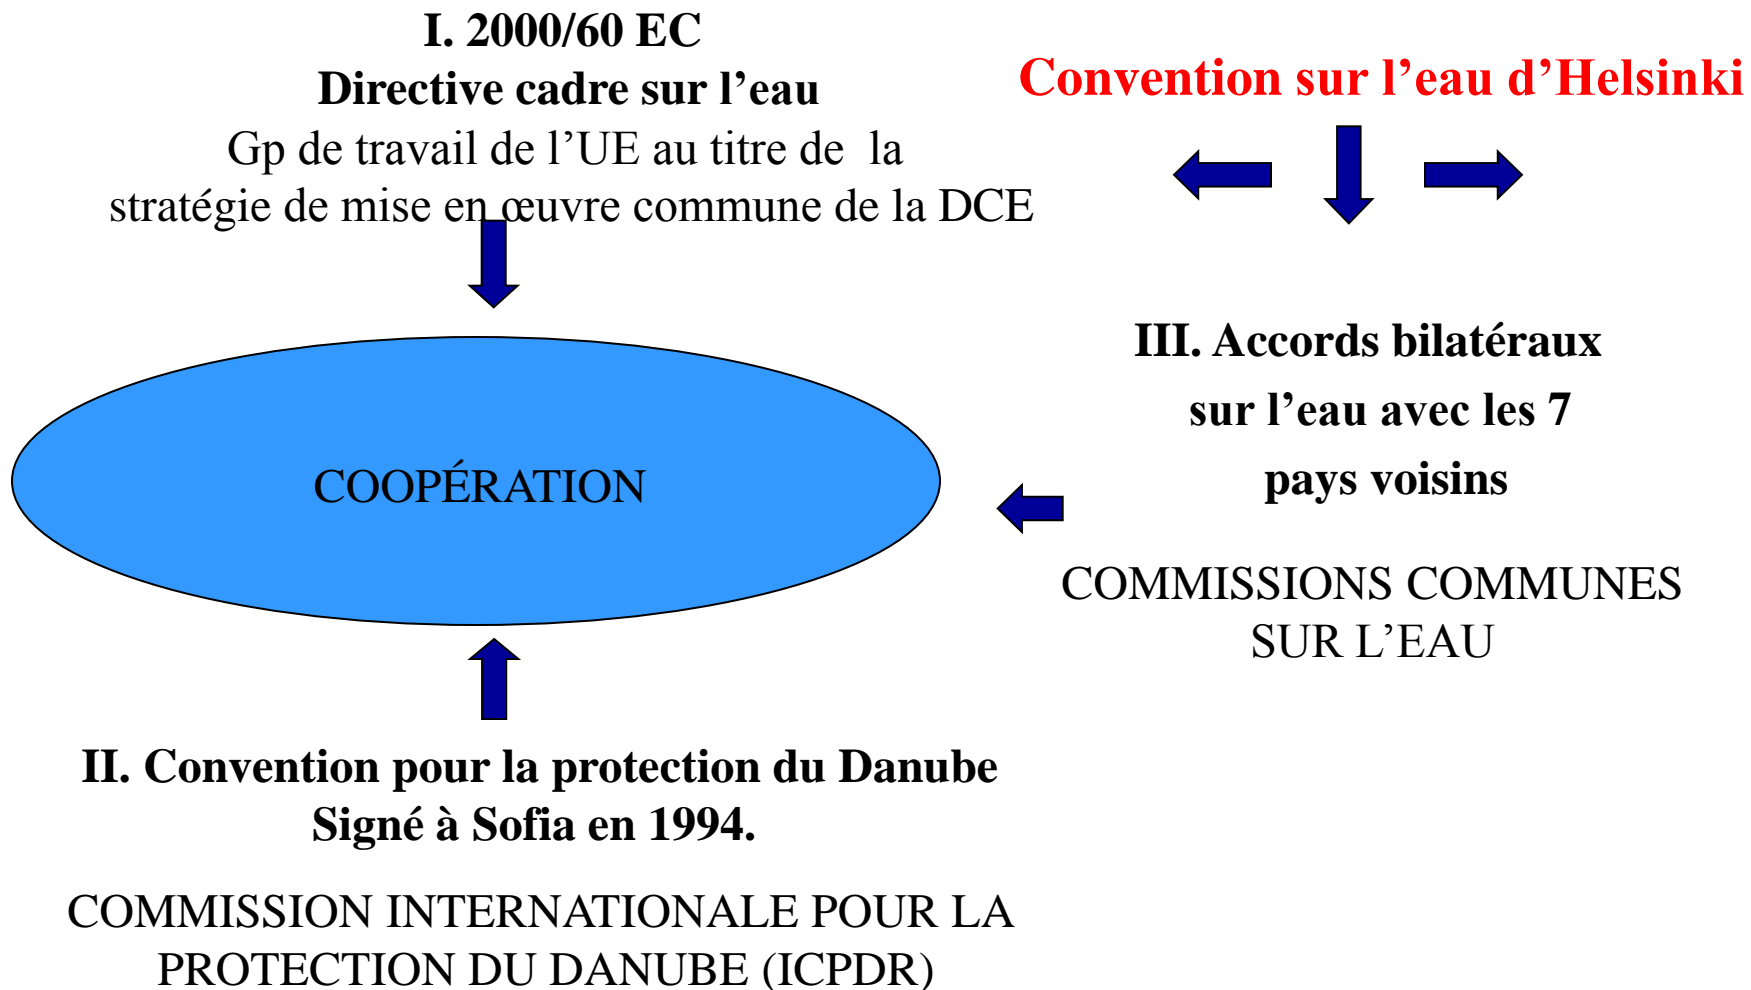 I. 2000/60 EC
Directive cadre sur l’eau
Gp de travail de l’UE au titre de  la
stratégie de mise en œuvre commune de la DCE
Convention sur l’eau d’Helsinki
III. Accords bilatéraux
sur l’eau avec les 7
pays voisins
COMMISSIONS COMMUNES
SUR L’EAU
COOPÉRATION
II. Convention pour la protection du Danube
Signé à Sofia en 1994.
COMMISSION INTERNATIONALE POUR LA
PROTECTION DU DANUBE (ICPDR)